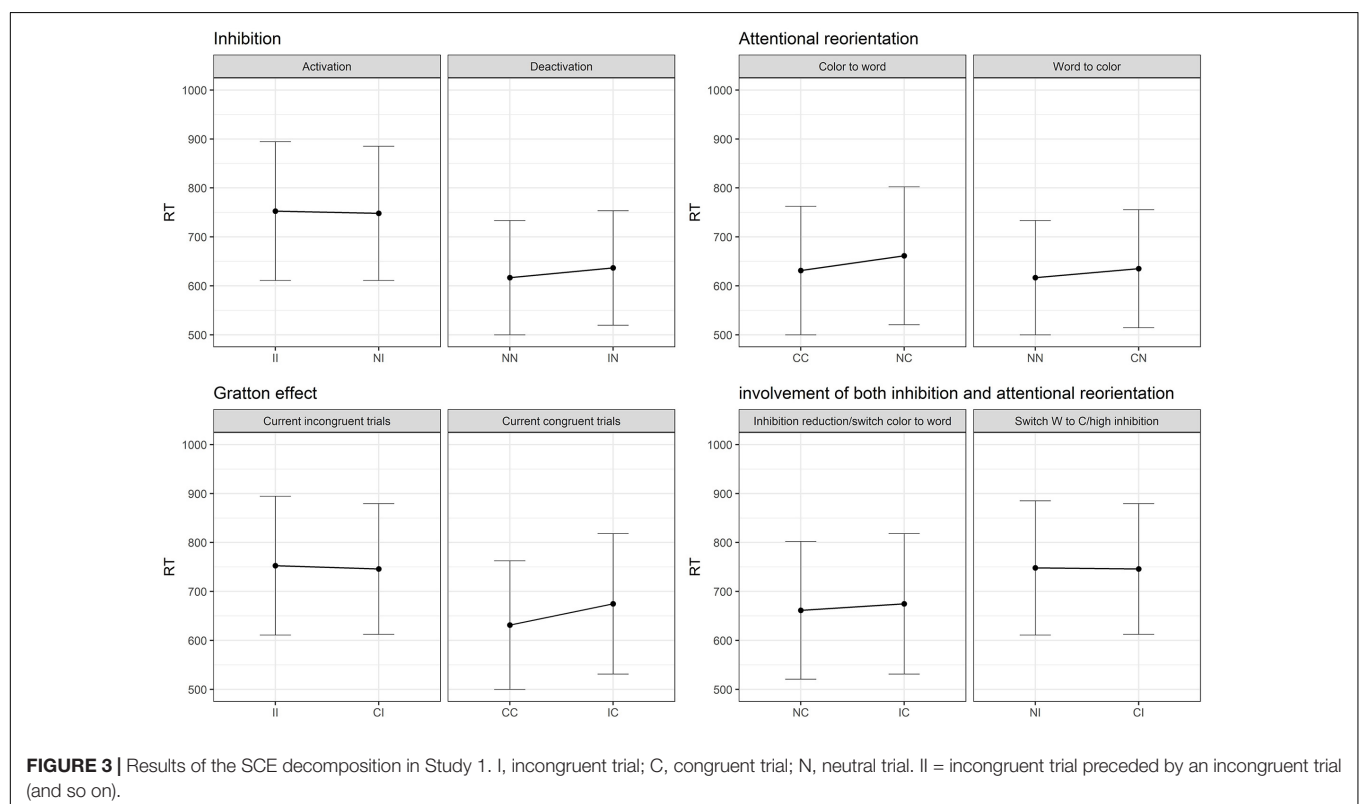 Inhibition
Activation
Deactivation
RT
1000
900
800
700
600
500
II
NI
NN
IN
Attentional reorientation
Color to word
Word to color
RT
1000
900
800
700
600
500
CC
NC
NN
CN
Gratton effect
Current incongruent trials
Current congruent trials
RT
1000
900
800
700
600
500
II
CI
CC
IC
involvement of both inhibition and attentional reorientation
Inhibition reduction/switch color to word
Switch W to C/high inhibition
RT
1000
900
800
700
600
500
NC
IC
NI
CI
FIGURE 3 | Results of the SCE decomposition in Study 1. I, incongruent trial; C, congruent trial; N, neutral trial. II = incongruent trial preceded by an incongruent trial
(and so on).